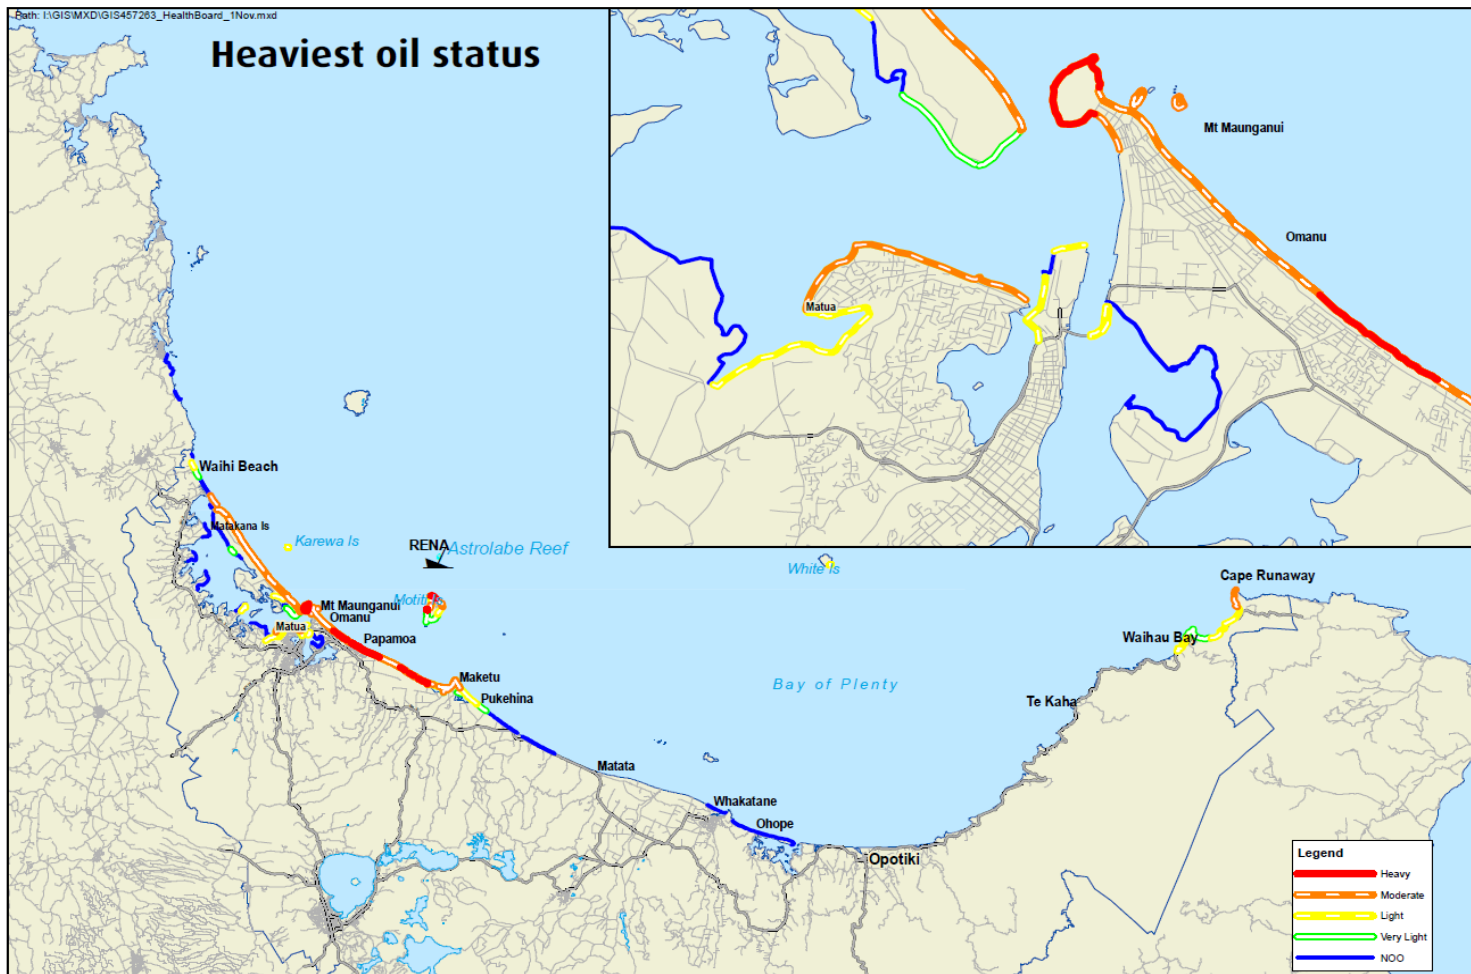 Path: I:\GIS\MXD\GIS457263_HealthBoard_1Nov.mxd
Heaviest oil status
Mt Maunganui
Omanu
Matua
Waihi Beach
Matakana Is
Karewa Is
RENA
Astrolabe Reef
White Is
Cape Runaway
Motiti Is
Mt Maunganui
Omanu
Matua
Papamoa
Waihau Bay
Maketu
Pukehina
Bay of Plenty
Te Kaha
Matata
Whakatane
Ohope
Opotiki
Legend
Heavy
Moderate
Light
Very Light
NOO